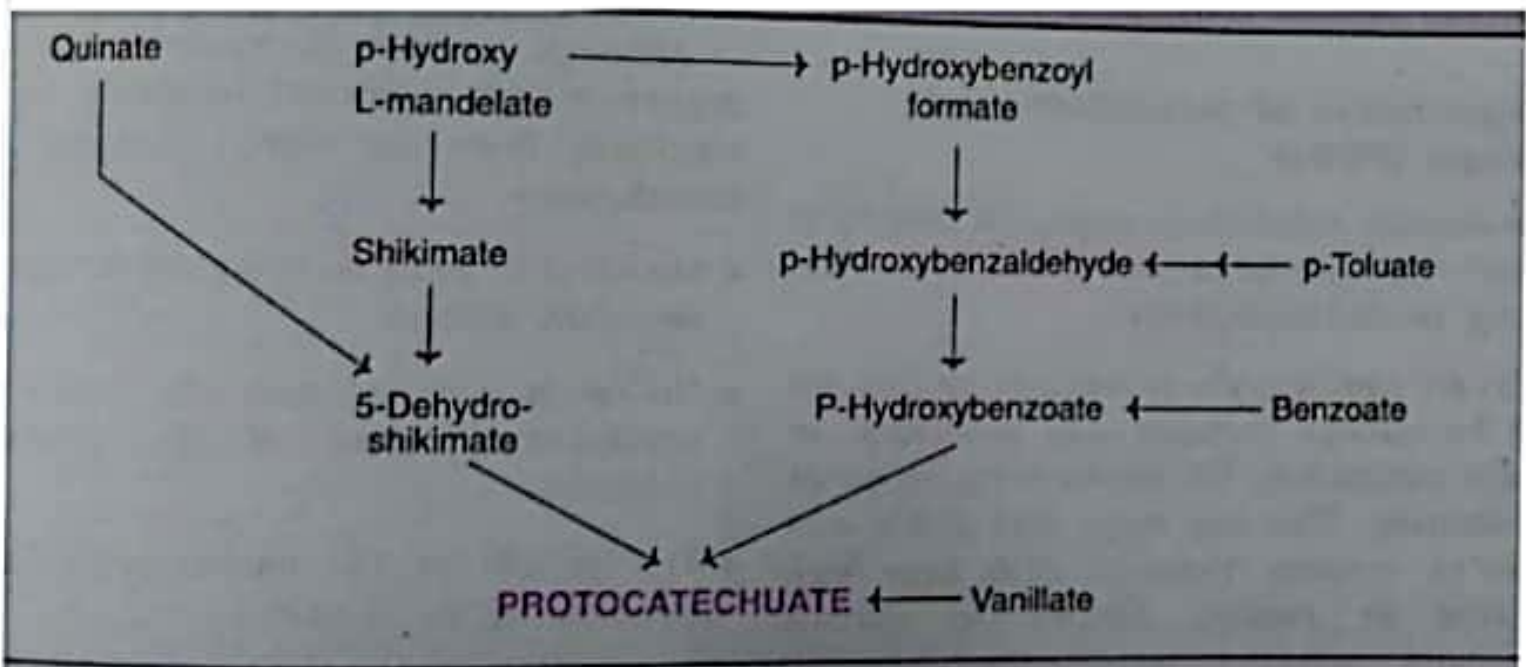 Quinate
p-Hydroxy
L-mandelate
p-Hydroxybenzoyl
formate
Shikimate
p-Hydroxybenzaldehyde
p-Toluate
5-Dehydro-
shikimate
P-Hydroxybenzoate
Benzoate
PROTOCATECHUATE
Vanillate